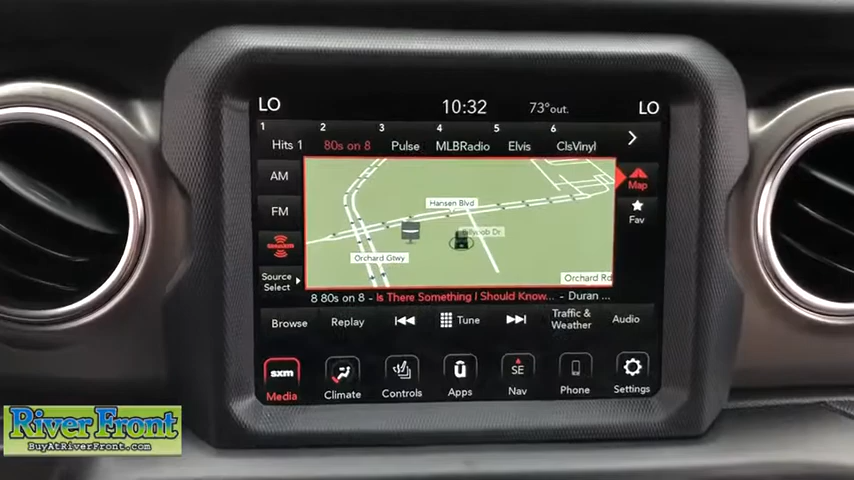 LO 10:32 73°out. LO
1 2 3 4 5 6
Hits 1 80s on 8 Pulse MLBRadio Elvis ClsVinyl
AM
FM
Source
Select
Map
Fav
Hansen Blvd
Orchard Gtwy
Orchard Rd
8 80s on 8 - Is There Something I Should Know... - Duran ...
Browse Replay Tune Traffic &
Weather Audio
sxm U SE
Media Climate Controls Apps Nav Phone Settings
River Front
BuyAtRiverFront.com